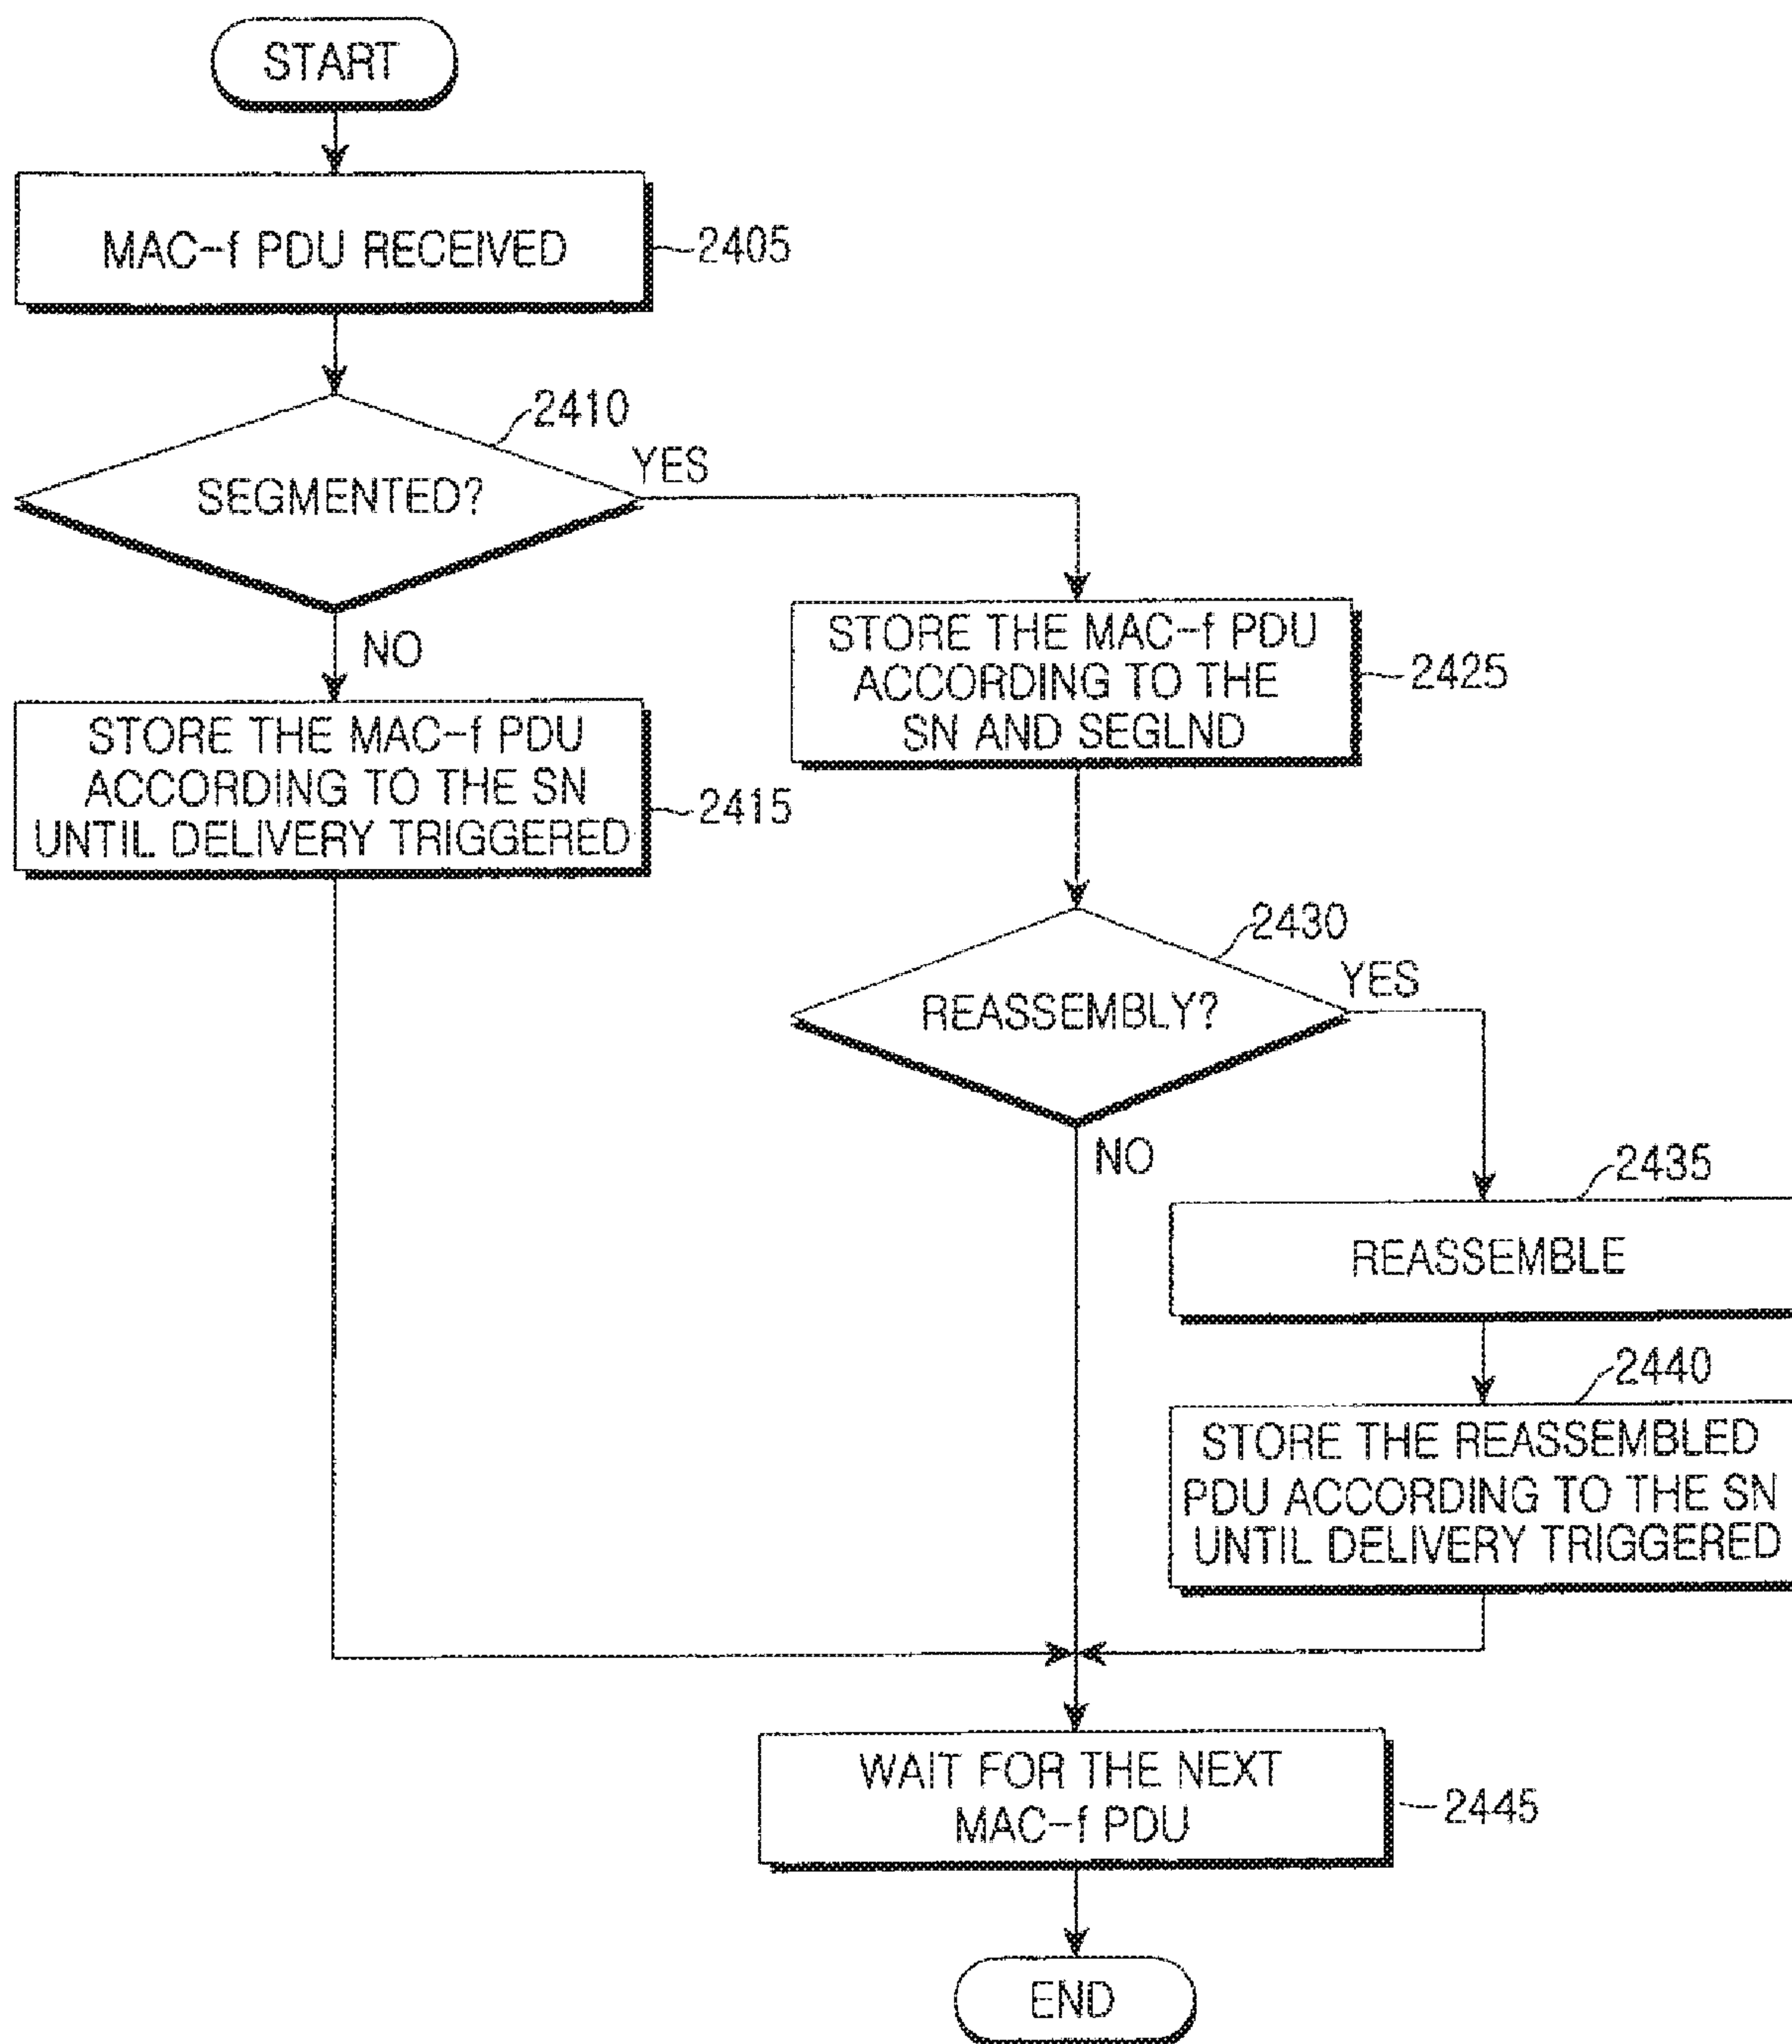 START
MAC-f PDU RECEIVED
2405
2410
SEGMENTED?
YES
NO
STORE THE MAC-f PDU
ACCORDING TO THE SN
UNTIL DELIVERY TRIGGERED
2415
STORE THE MAC-f PDU
ACCORDING TO THE
SN AND SEGLND
2425
2430
REASSEMBLY?
YES
NO
2435
REASSEMBLE
2440
STORE THE REASSEMBLED
PDU ACCORDING TO THE SN
UNTIL DELIVERY TRIGGERED
WAIT FOR THE NEXT
MAC-f PDU
2445
END